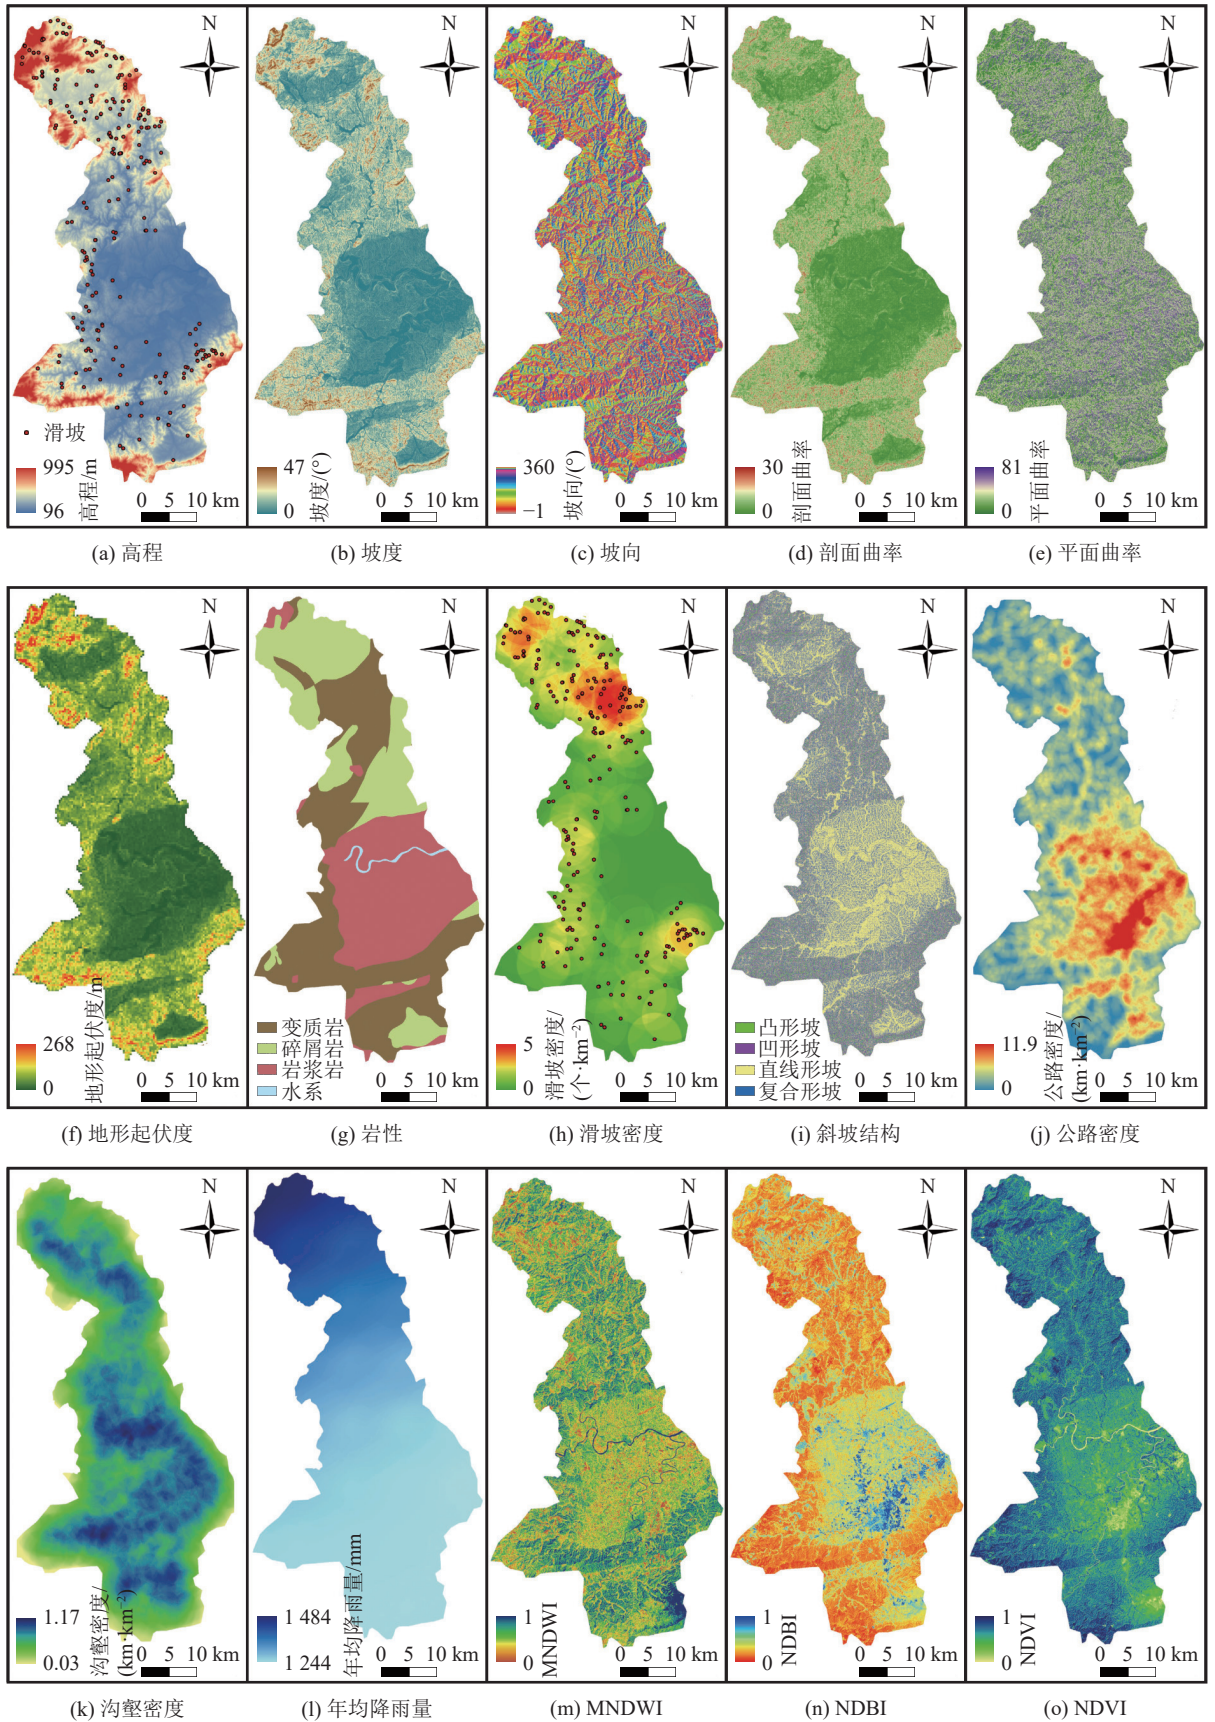 N N N N N
滑坡
995
96
高程/m
0 5 10 km
47
0
坡度/(°)
0 5 10 km
360
−1
坡向/(°)
0 5 10 km
30
0
剖面曲率
0 5 10 km
81
0
平面曲率
0 5 10 km
(a) 高程 (b) 坡度 (c) 坡向 (d) 剖面曲率 (e) 平面曲率
N N N N N
268
0
地形起伏度/m
0 5 10 km
变质岩
碎屑岩
岩浆岩
水系
0 5 10 km
5
0
滑坡密度/
(个·km⁻²)
0 5 10 km
凸形坡
凹形坡
直线形坡
复合形坡
0 5 10 km
11.9
0
公路密度/
(km·km⁻²)
0 5 10 km
(f) 地形起伏度 (g) 岩性 (h) 滑坡密度 (i) 斜坡结构 (j) 公路密度
N N N N N
1.17
0.03
沟壑密度/
(km·km⁻²)
0 5 10 km
1 484
1 244
年均降雨量/mm
0 5 10 km
1
0
MNDWI
0 5 10 km
1
0
NDBI
0 5 10 km
1
0
NDVI
0 5 10 km
(k) 沟壑密度 (l) 年均降雨量 (m) MNDWI (n) NDBI (o) NDVI